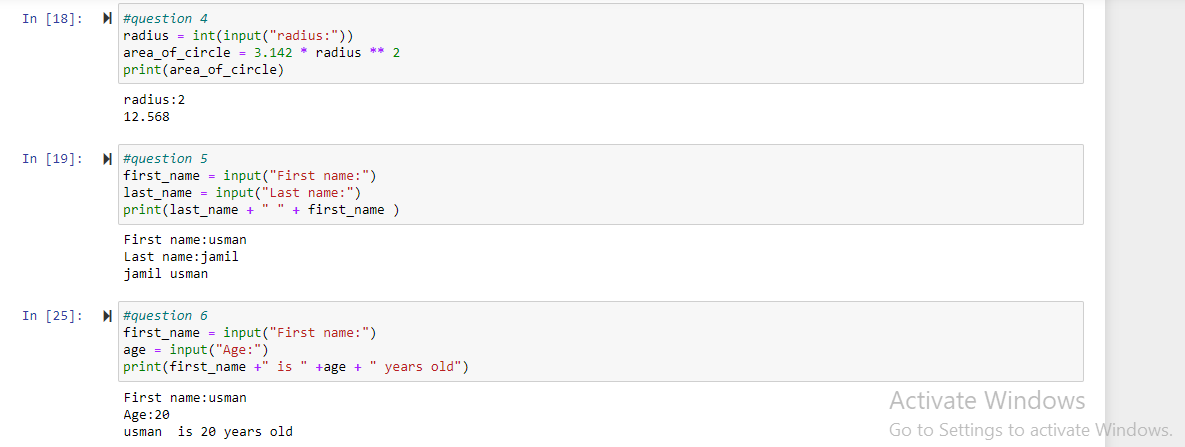 In [18]:
#question 4
radius = int(input("radius:"))
area_of_circle = 3.142 * radius ** 2
print(area_of_circle)
radius:2
12.568
In [19]:
#question 5
first_name = input("First name:")
last_name = input("Last name:")
print(last_name + " " + first_name )
First name:usman
Last name:jamil
jamil usman
In [25]:
#question 6
first_name = input("First name:")
age = input("Age:")
print(first_name +" is " +age + " years old")
First name:usman
Age:20
usman  is 20 years old
Activate Windows
Go to Settings to activate Windows.